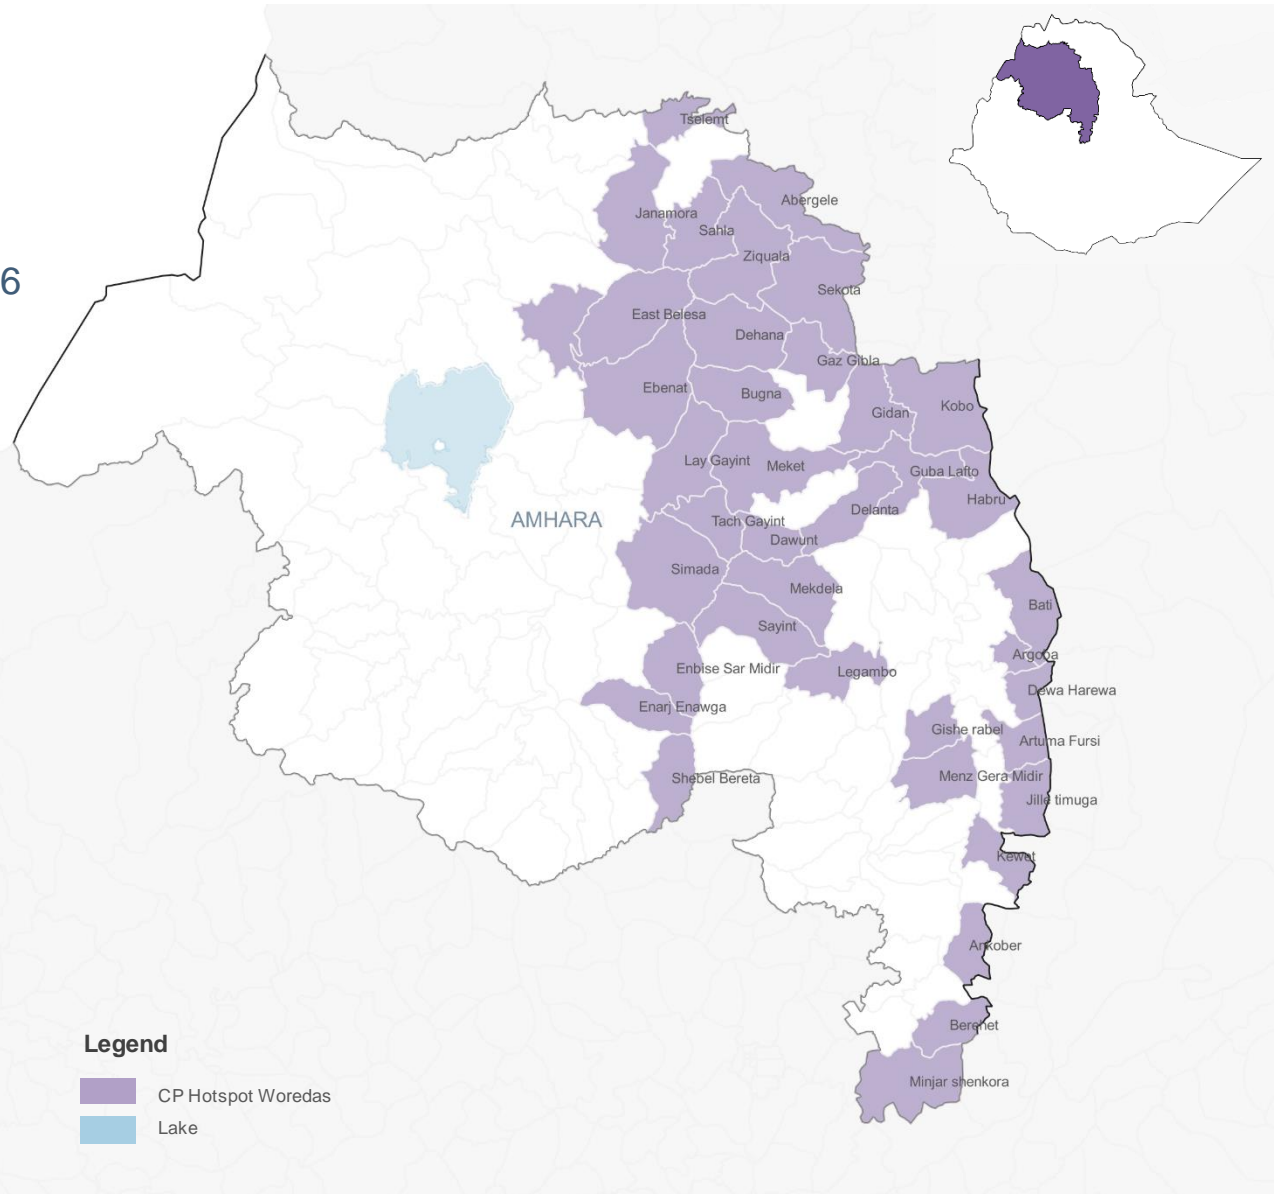 Tselemt
Abergele
Janamora
Sahla
Ziquala
6
Sekota
East Belesa
Dehana
Gaz Gibla
Ebenat
Bugna
Gidan
Kobo
Lay Gayint
Meket
Guba Lafto
Habru
Delanta
AMHARA
Tach Gayint
Dawunt
Simada
Mekdela
Bati
Sayint
Argoba
Enbise Sar Midir
Legambo
Dewa Harewa
Enarj Enawga
Gishe rabel
Artuma Fursi
Shebel Bereta
Menz Gera Midir
Jille timuga
Kewet
Ankober
Berehet
Legend
Minjar shenkora
CP Hotspot Woredas
Lake